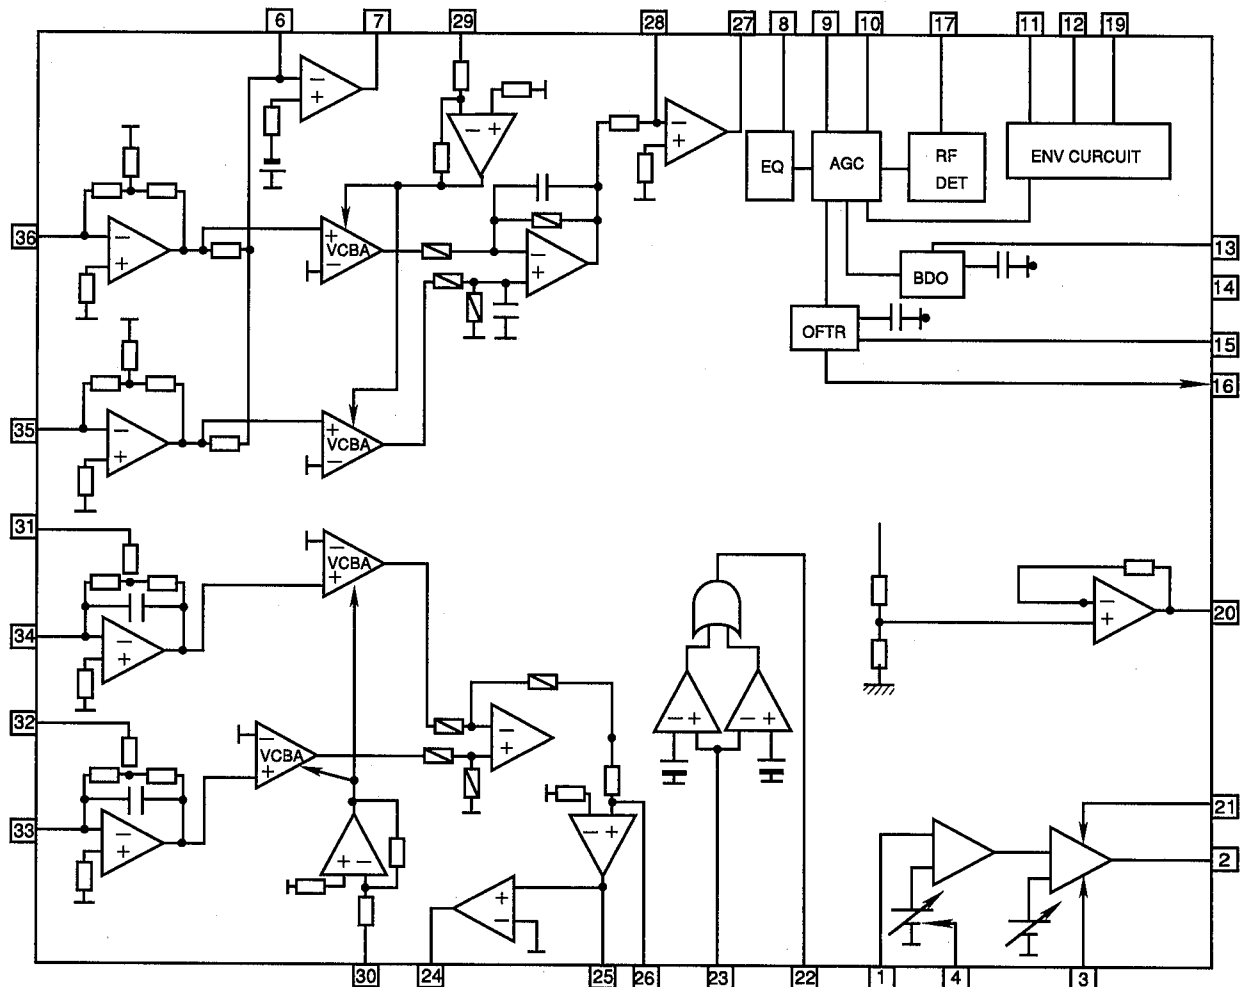 6 7 29 28 27 8 9 10 17 11 12 19
− +
− +
− +
EQ AGC RF DET ENV CURCUIT
36 − + + VCBA − − +
13
BDO
14
OFTR
15
16
35 − + + VCBA −
31
− VCBA +
34 − +
− +
20
32
− VCBA +
− +
− + − +
33 − +
− +
21
2
+ −
+ −
30 24 25 26 23 22 1 4 3